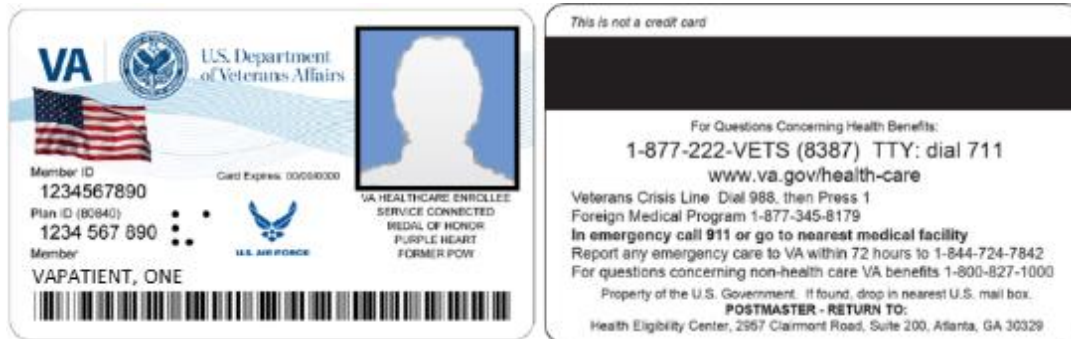 VA
U.S. Department
of Veterans Affairs
Member ID
1234567890
Card Expires: 00/00/0000
Plan ID (80840)
1234 567 890
Member
VAPATIENT, ONE
U.S. AIR FORCE
VA HEALTHCARE ENROLLEE
SERVICE CONNECTED
MEDAL OF HONOR
PURPLE HEART
FORMER POW
This is not a credit card
For Questions Concerning Health Benefits:
1-877-222-VETS (8387) TTY: dial 711
www.va.gov/health-care
Veterans Crisis Line Dial 988, then Press 1
Foreign Medical Program 1-877-345-8179
In emergency call 911 or go to nearest medical facility
Report any emergency care to VA within 72 hours to 1-844-724-7842
For questions concerning non-health care VA benefits 1-800-827-1000
Property of the U.S. Government. If found, drop in nearest U.S. mail box.
POSTMASTER - RETURN TO:
Health Eligibility Center, 2957 Clairmont Road, Suite 200, Atlanta, GA 30329